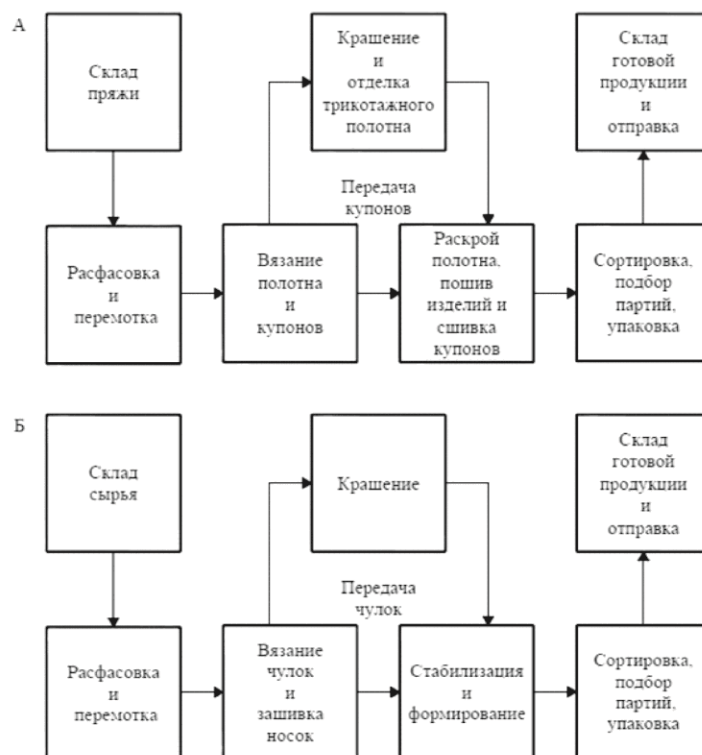 А
Склад
пряжи
Крашение
и
отделка
трикотажного
полотна
Склад
готовой
продукции
и
отправка
Передача
купонов
Расфасовка
и
перемотка
Вязание
полотна
и
купонов
Раскрой
полотна,
пошив
изделий и
сшивка
купонов
Сортировка,
подбор
партий,
упаковка
Б
Склад
сырья
Крашение
Склад
готовой
продукции
и
отправка
Передача
чулок
Расфасовка
и
перемотка
Вязание
чулок
и
зашивка
носок
Стабилизация
и
формирование
Сортировка,
подбор
партий,
упаковка